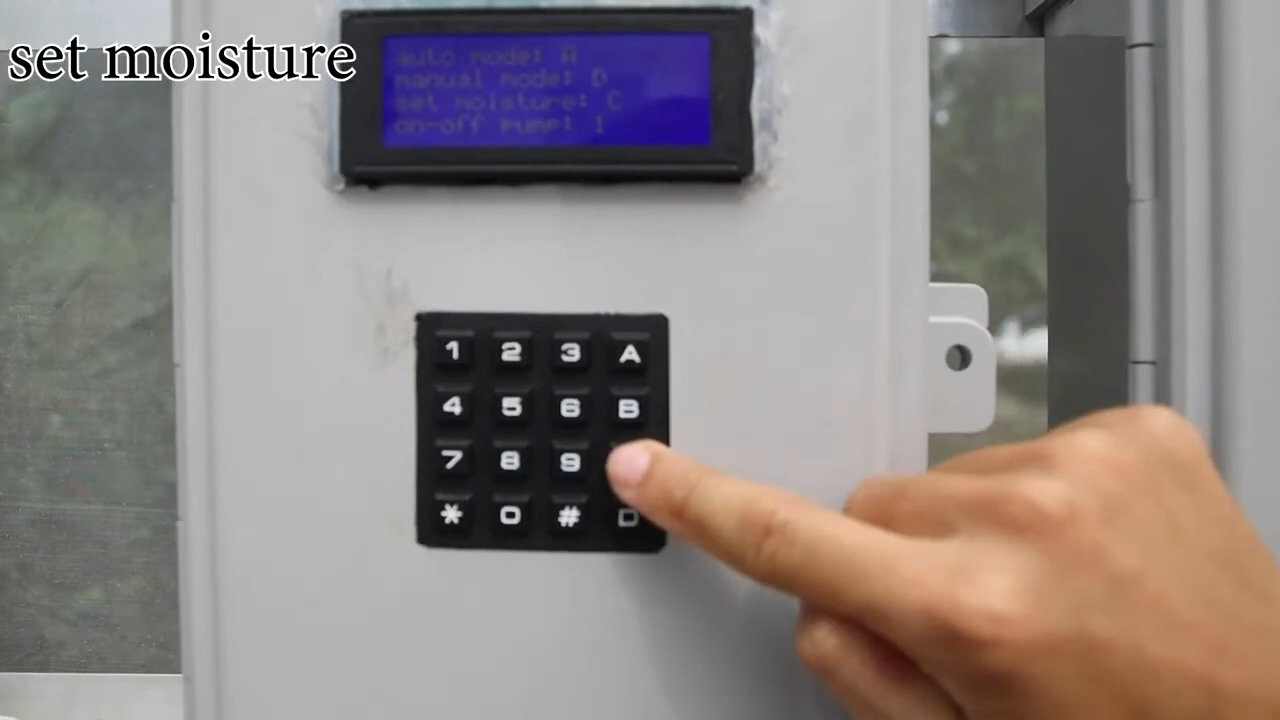 set moisture
auto mode: A
manual mode: D
set moisture: C
on-off pump: 1
1 2 3 A
4 5 6 B
7 8 9
* 0 # D